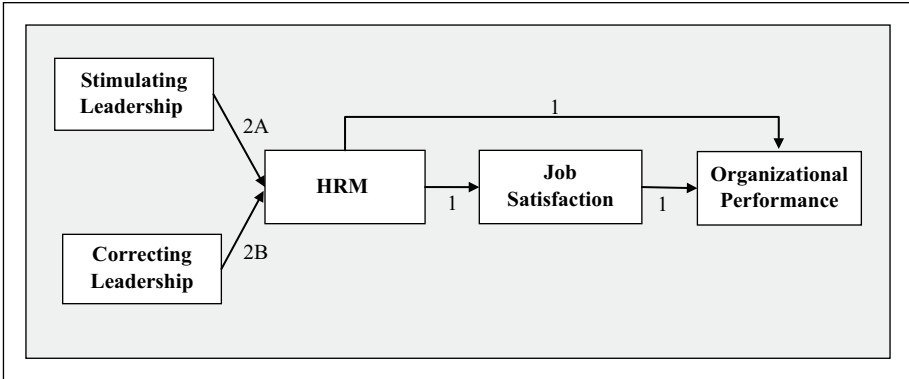 Stimulating
Leadership
2A
1
HRM
1
Job
Satisfaction
1
Organizational
Performance
Correcting
Leadership
2B